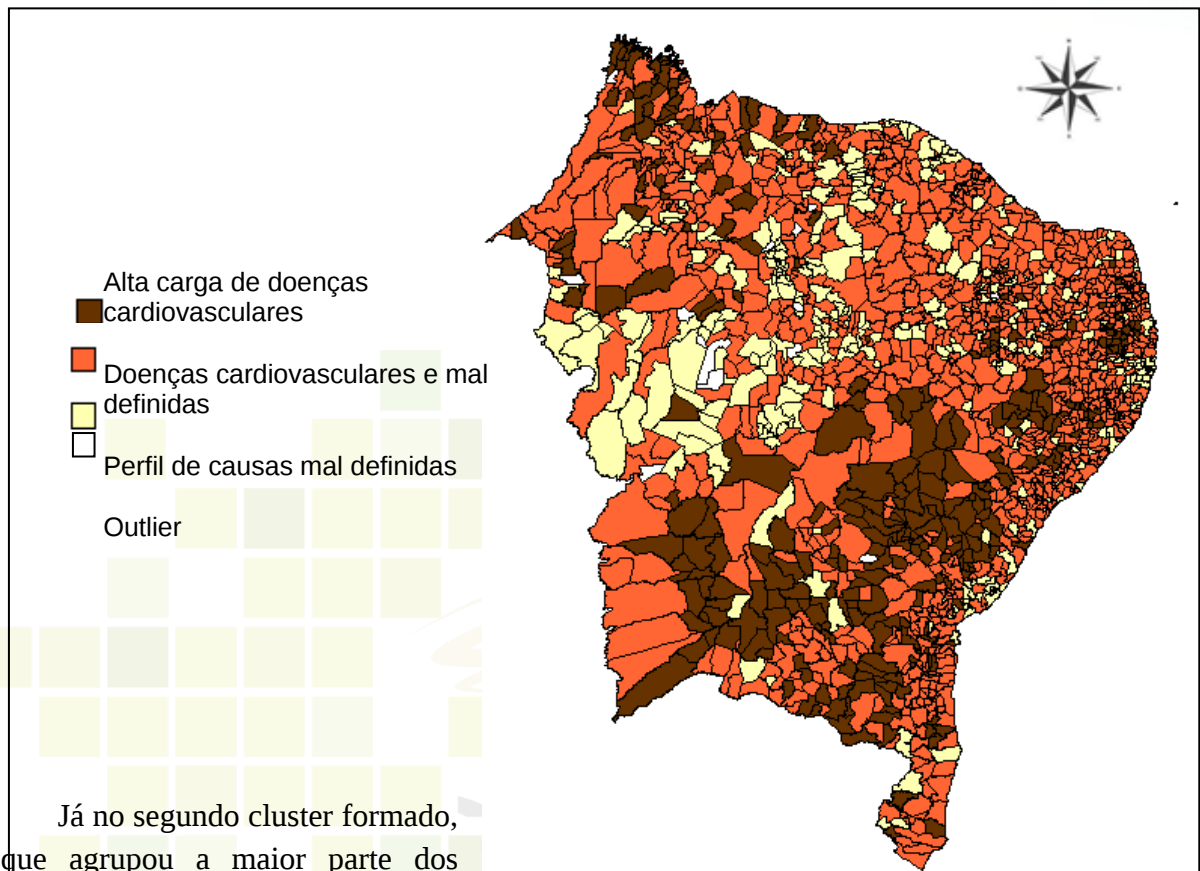 Alta carga de doenças
cardiovasculares
Doenças cardiovasculares e mal
definidas
Perfil de causas mal definidas
Outlier
Já no segundo cluster formado,
que agrupou a maior parte dos